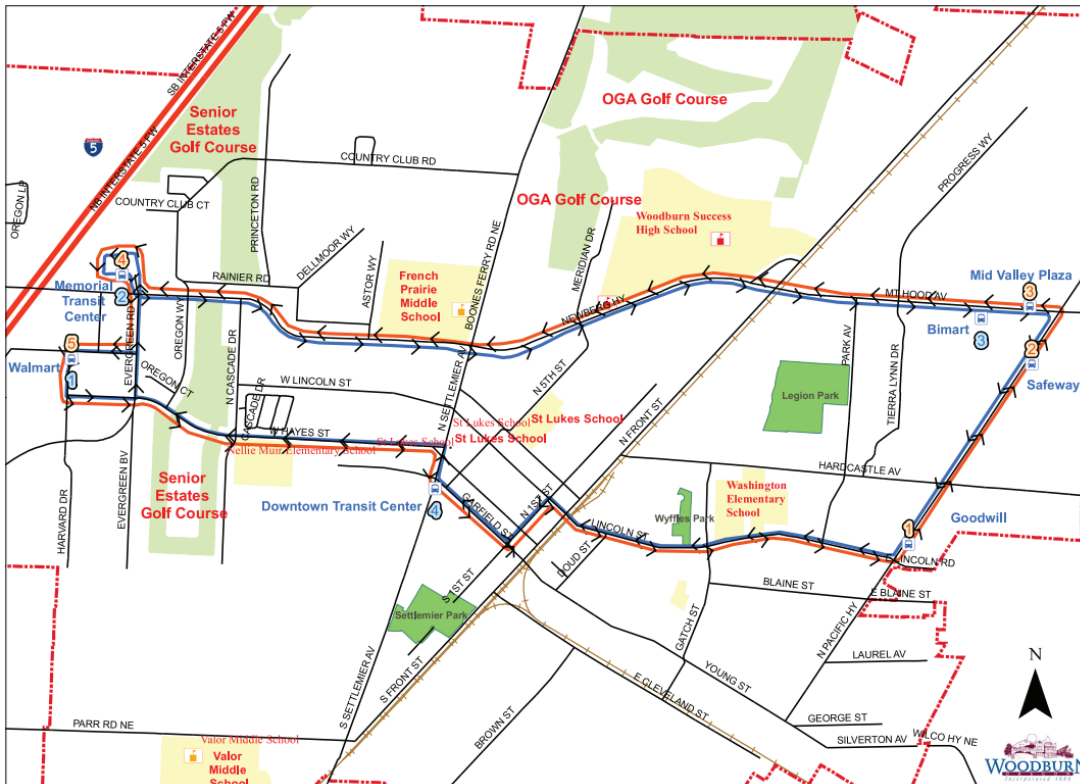 SB INTERSTATE 5 FW
NB INTERSTATE 5 FW
5
Senior
Estates
Golf Course
OGA Golf Course
COUNTRY CLUB RD
PROGRESS WY
OREGON LP
COUNTRY CLUB CT
PRINCETON RD
OGA Golf Course
Woodburn Success
High School
DELLMOOR WY
ASTOR WY
BOONES FERRY RD NE
MERIDIAN DR
4
Memorial
Transit
Center
2
RAINIER RD
French
Prairie
Middle
School
NEWBERG HY
MT HOOD AV
Mid Valley Plaza
3
Bimart
3
2
Safeway
5
Walmart
1
EVERGREEN RD
OREGON WY
OREGON CT
N CASCADE DR
CASCADE DR
W LINCOLN ST
N SETTLEMIER AV
N 5TH ST
N FRONT ST
PARK AV
TIERRA LYNN DR
Legion Park
St Lukes School
St Lukes School
St Lukes School
St Lukes School
W HAYES ST
Nellie Muir Elementary School
HARDCASTLE AV
Senior
Estates
Golf Course
HARVARD DR
EVERGREEN BV
Downtown Transit Center
4
GARFIELD ST
N 1ST ST
LINCOLN ST
Wyffles Park
Washington
Elementary
School
Goodwill
1
LINCOLN RD
DOUD ST
S 1ST ST
BLAINE ST
E BLAINE ST
Settlemier Park
GATCH ST
N PACIFIC HY
LAUREL AV
S SETTLEMIER AV
S FRONT ST
YOUNG ST
E CLEVELAND ST
BROWN ST
GEORGE ST
SILVERTON AV
WILCO HY NE
PARR RD NE
Valor Middle School
Valor
Middle
School
N
WOODBURN